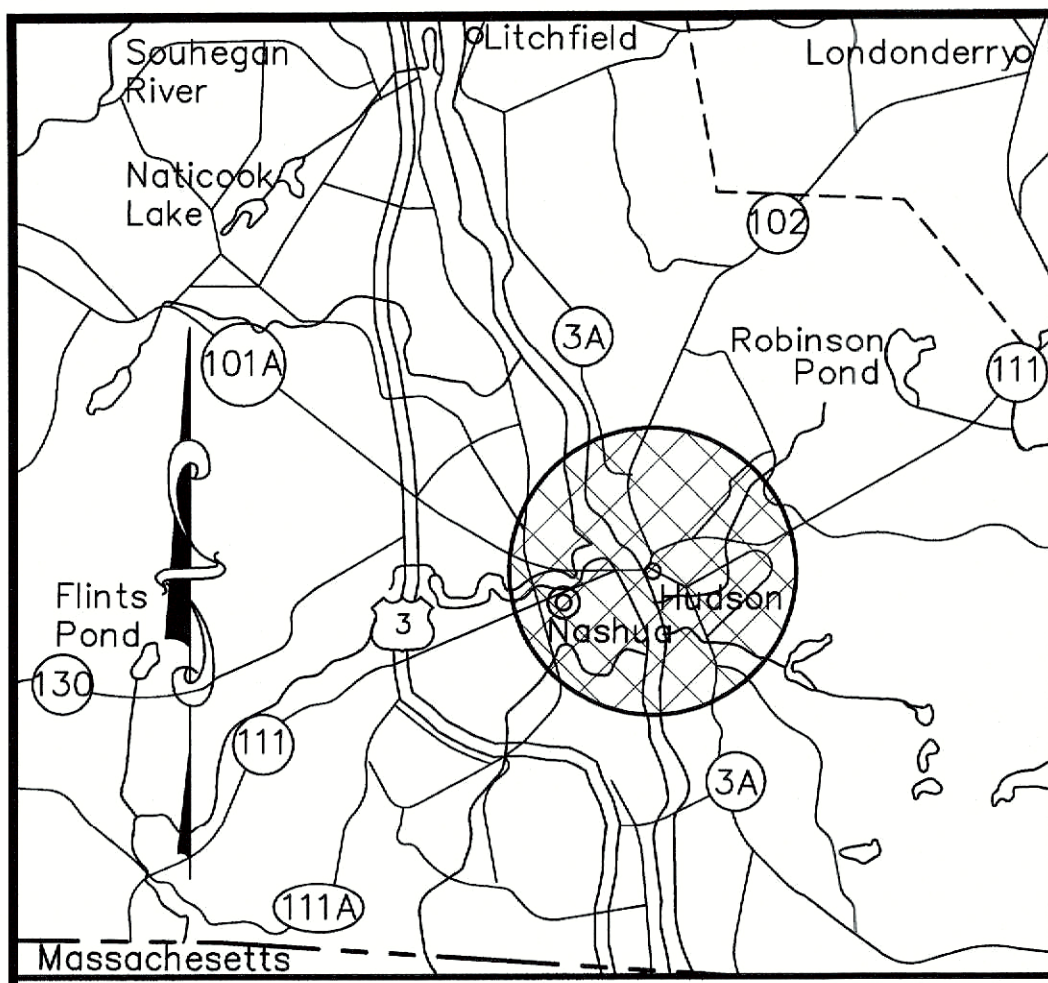 Litchfield
Souhegan
River
Londonderry
Naticook
Lake
102
3A
101A
Robinson
Pond
111
Flints
Pond
3
Hudson
Nashua
130
111
3A
111A
Massachesetts